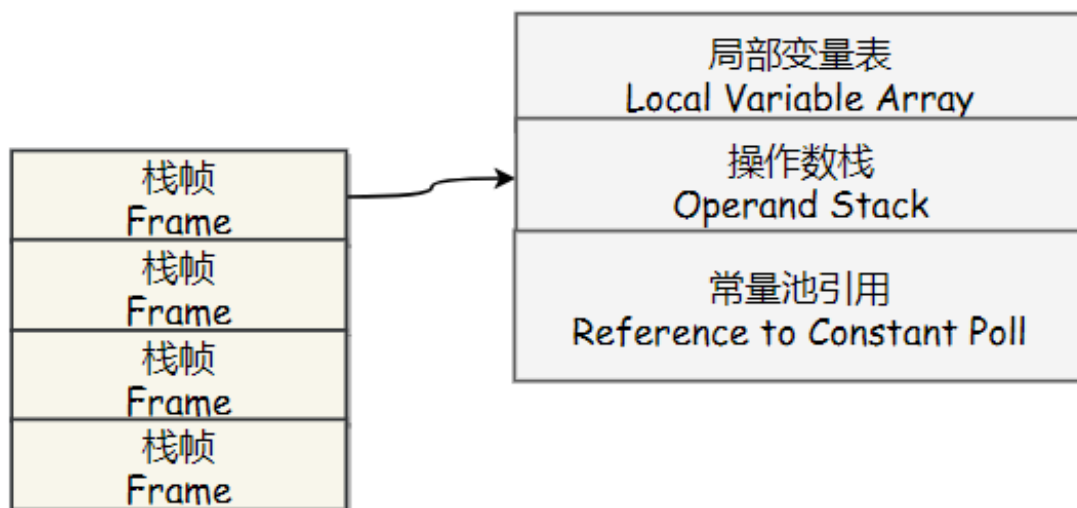 局部变量表
Local Variable Array
操作数栈
Operand Stack
常量池引用
Reference to Constant Poll
栈帧
Frame
栈帧
Frame
栈帧
Frame
栈帧
Frame